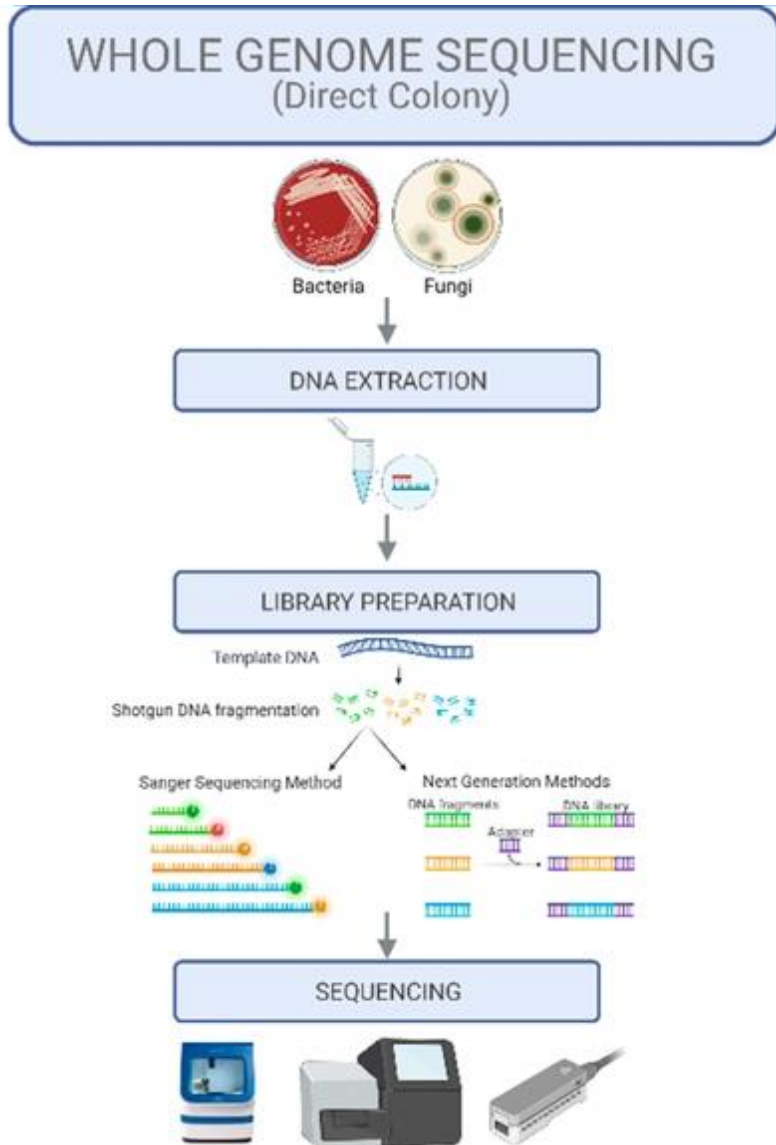 WHOLE GENOME SEQUENCING
(Direct Colony)
Bacteria
Fungi
DNA EXTRACTION
LIBRARY PREPARATION
Template DNA
Shotgun DNA fragmentation
Sanger Sequencing Method
Next Generation Methods
DNA fragments
DNA library
Adapter
SEQUENCING